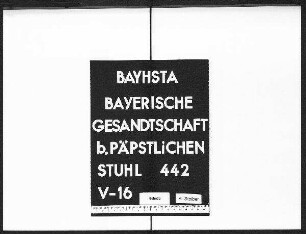 BAYHSTA
BAYERISCHE
GESANDTSCHAFT
b. PÄPSTLiCHEN
STUHL 442
V-16